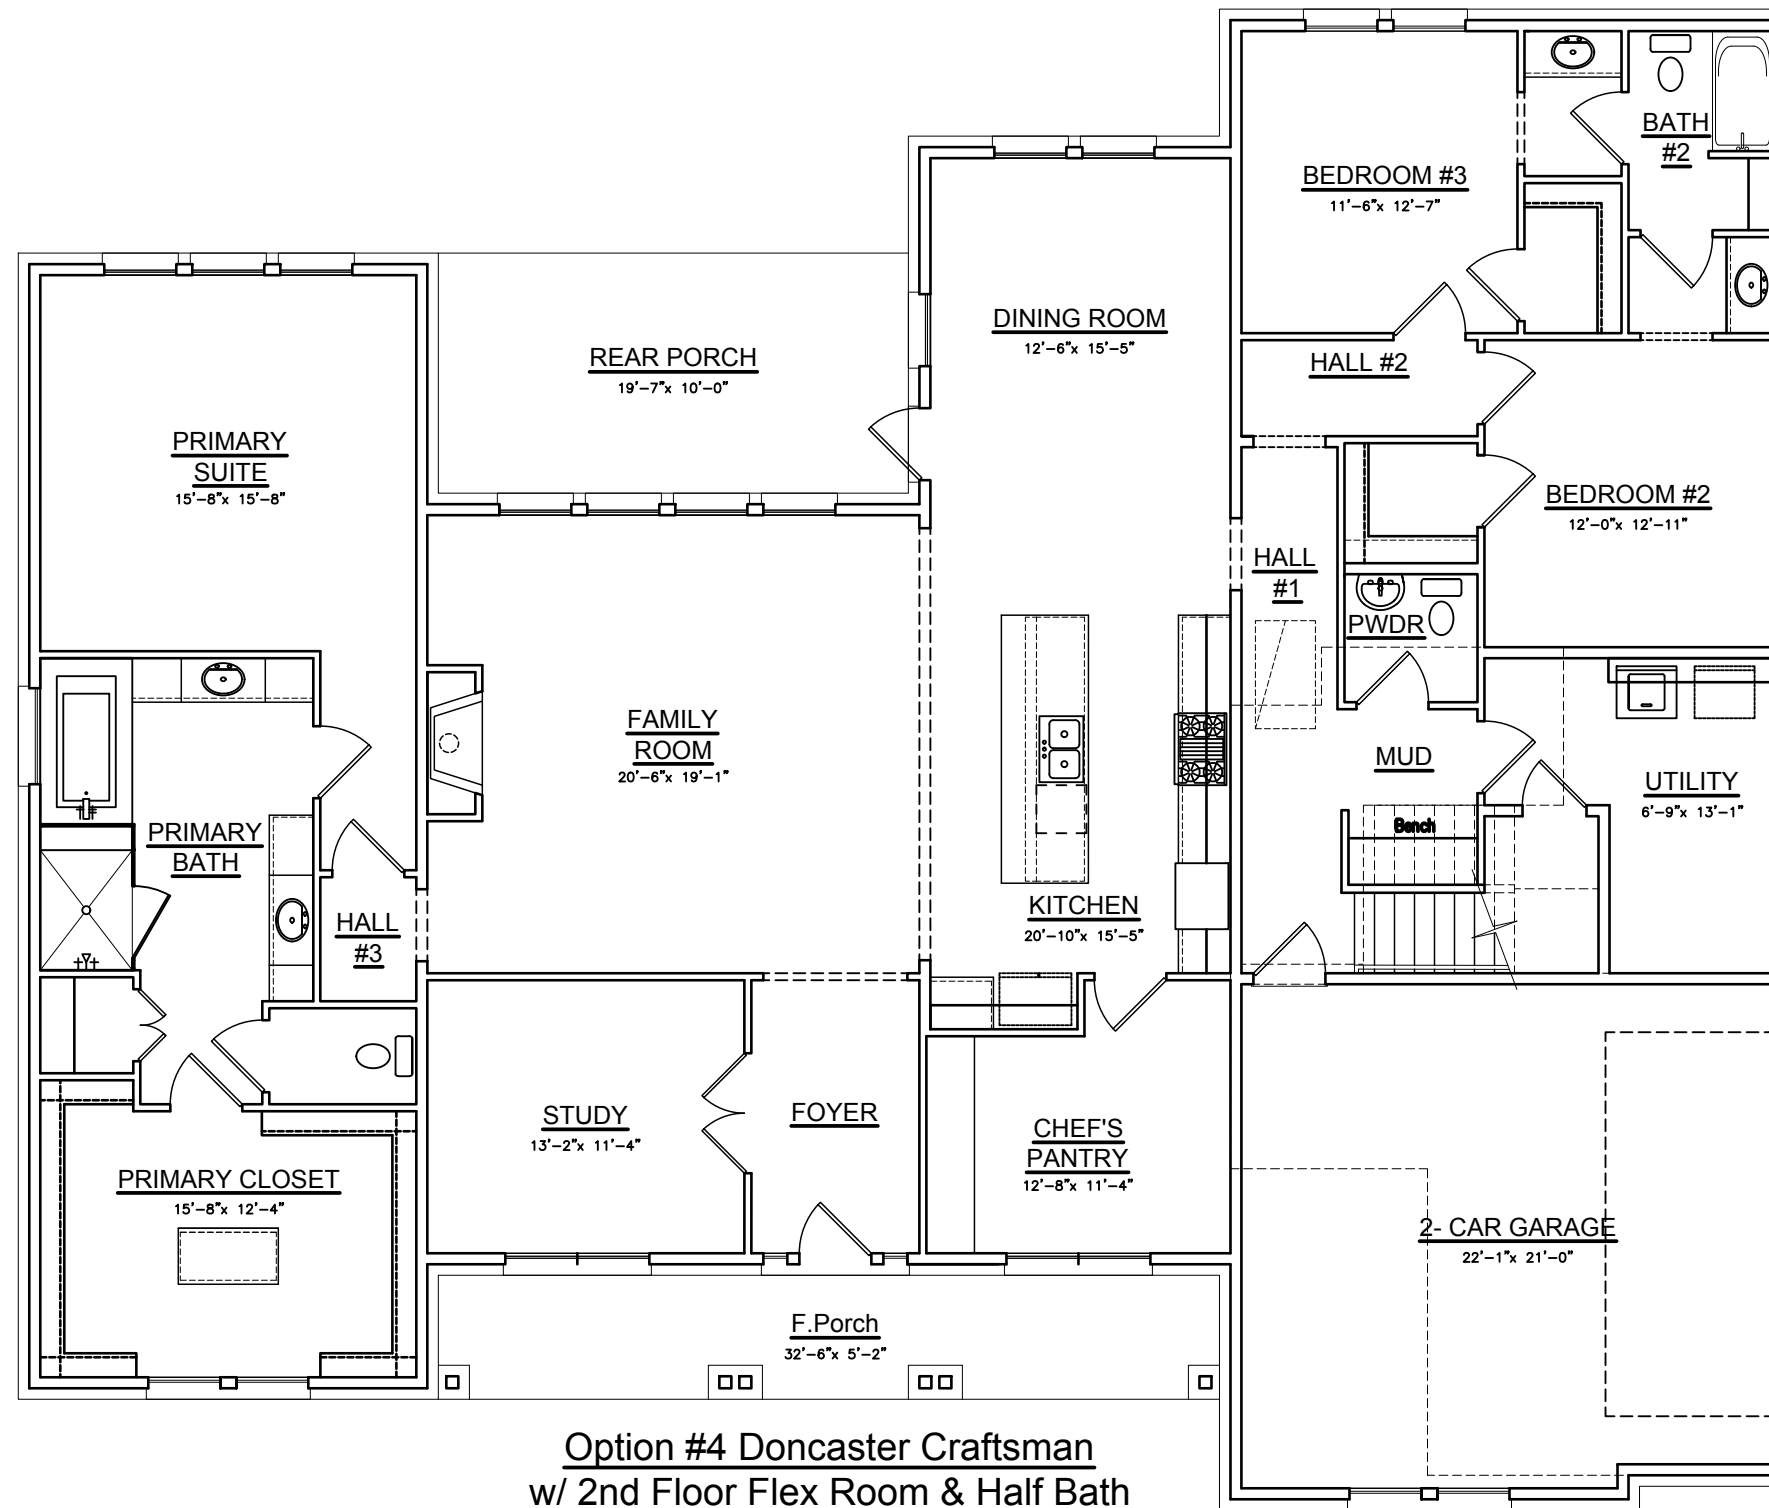 BATH
#2
BEDROOM #3
11'-6"x 12'-7"
DINING ROOM
12'-6"x 15'-5"
REAR PORCH
19'-7"x 10'-0"
HALL #2
PRIMARY
SUITE
15'-8"x 15'-8"
BEDROOM #2
12'-0"x 12'-11"
HALL
#1
PWDR
FAMILY
ROOM
20'-6"x 19'-1"
MUD
UTILITY
6'-9"x 13'-1"
Bench
PRIMARY
BATH
HALL
#3
KITCHEN
20'-10"x 15'-5"
STUDY
13'-2"x 11'-4"
FOYER
CHEF'S
PANTRY
12'-8"x 11'-4"
PRIMARY CLOSET
15'-8"x 12'-4"
2- CAR GARAGE
22'-1"x 21'-0"
F.Porch
32'-6"x 5'-2"
Option #4 Doncaster Craftsman
w/ 2nd Floor Flex Room & Half Bath